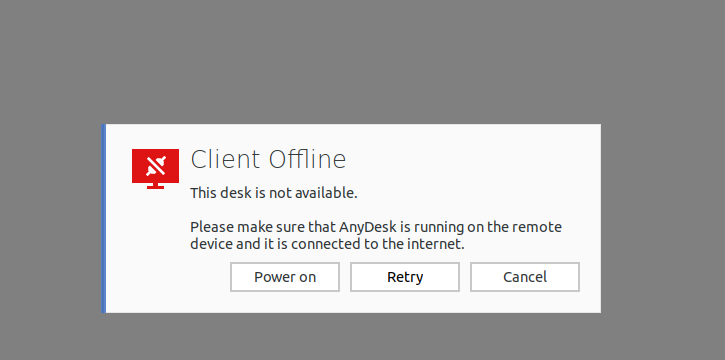 Client Offline
This desk is not available.
Please make sure that AnyDesk is running on the remote
device and it is connected to the internet.
Power on
Retry
Cancel